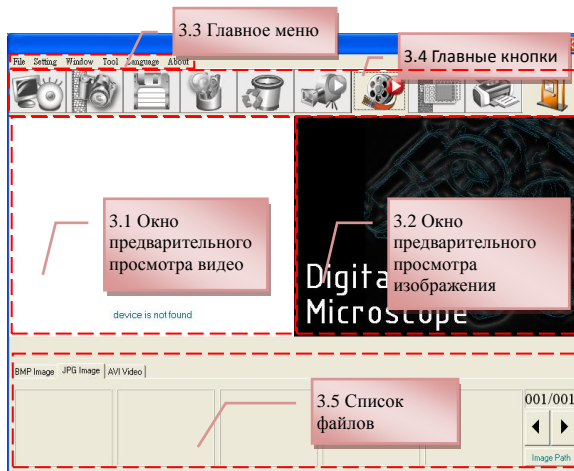 3.3 Главное меню
File Setting Window Tool Language About
3.4 Главные кнопки
3.1 Окно
предварительного
просмотра видео
device is not found
3.2 Окно
предварительного
просмотра
изображения
Digita
Microscope
BMP Image JPG Image AVI Video
3.5 Список
файлов
001/001
Image Path